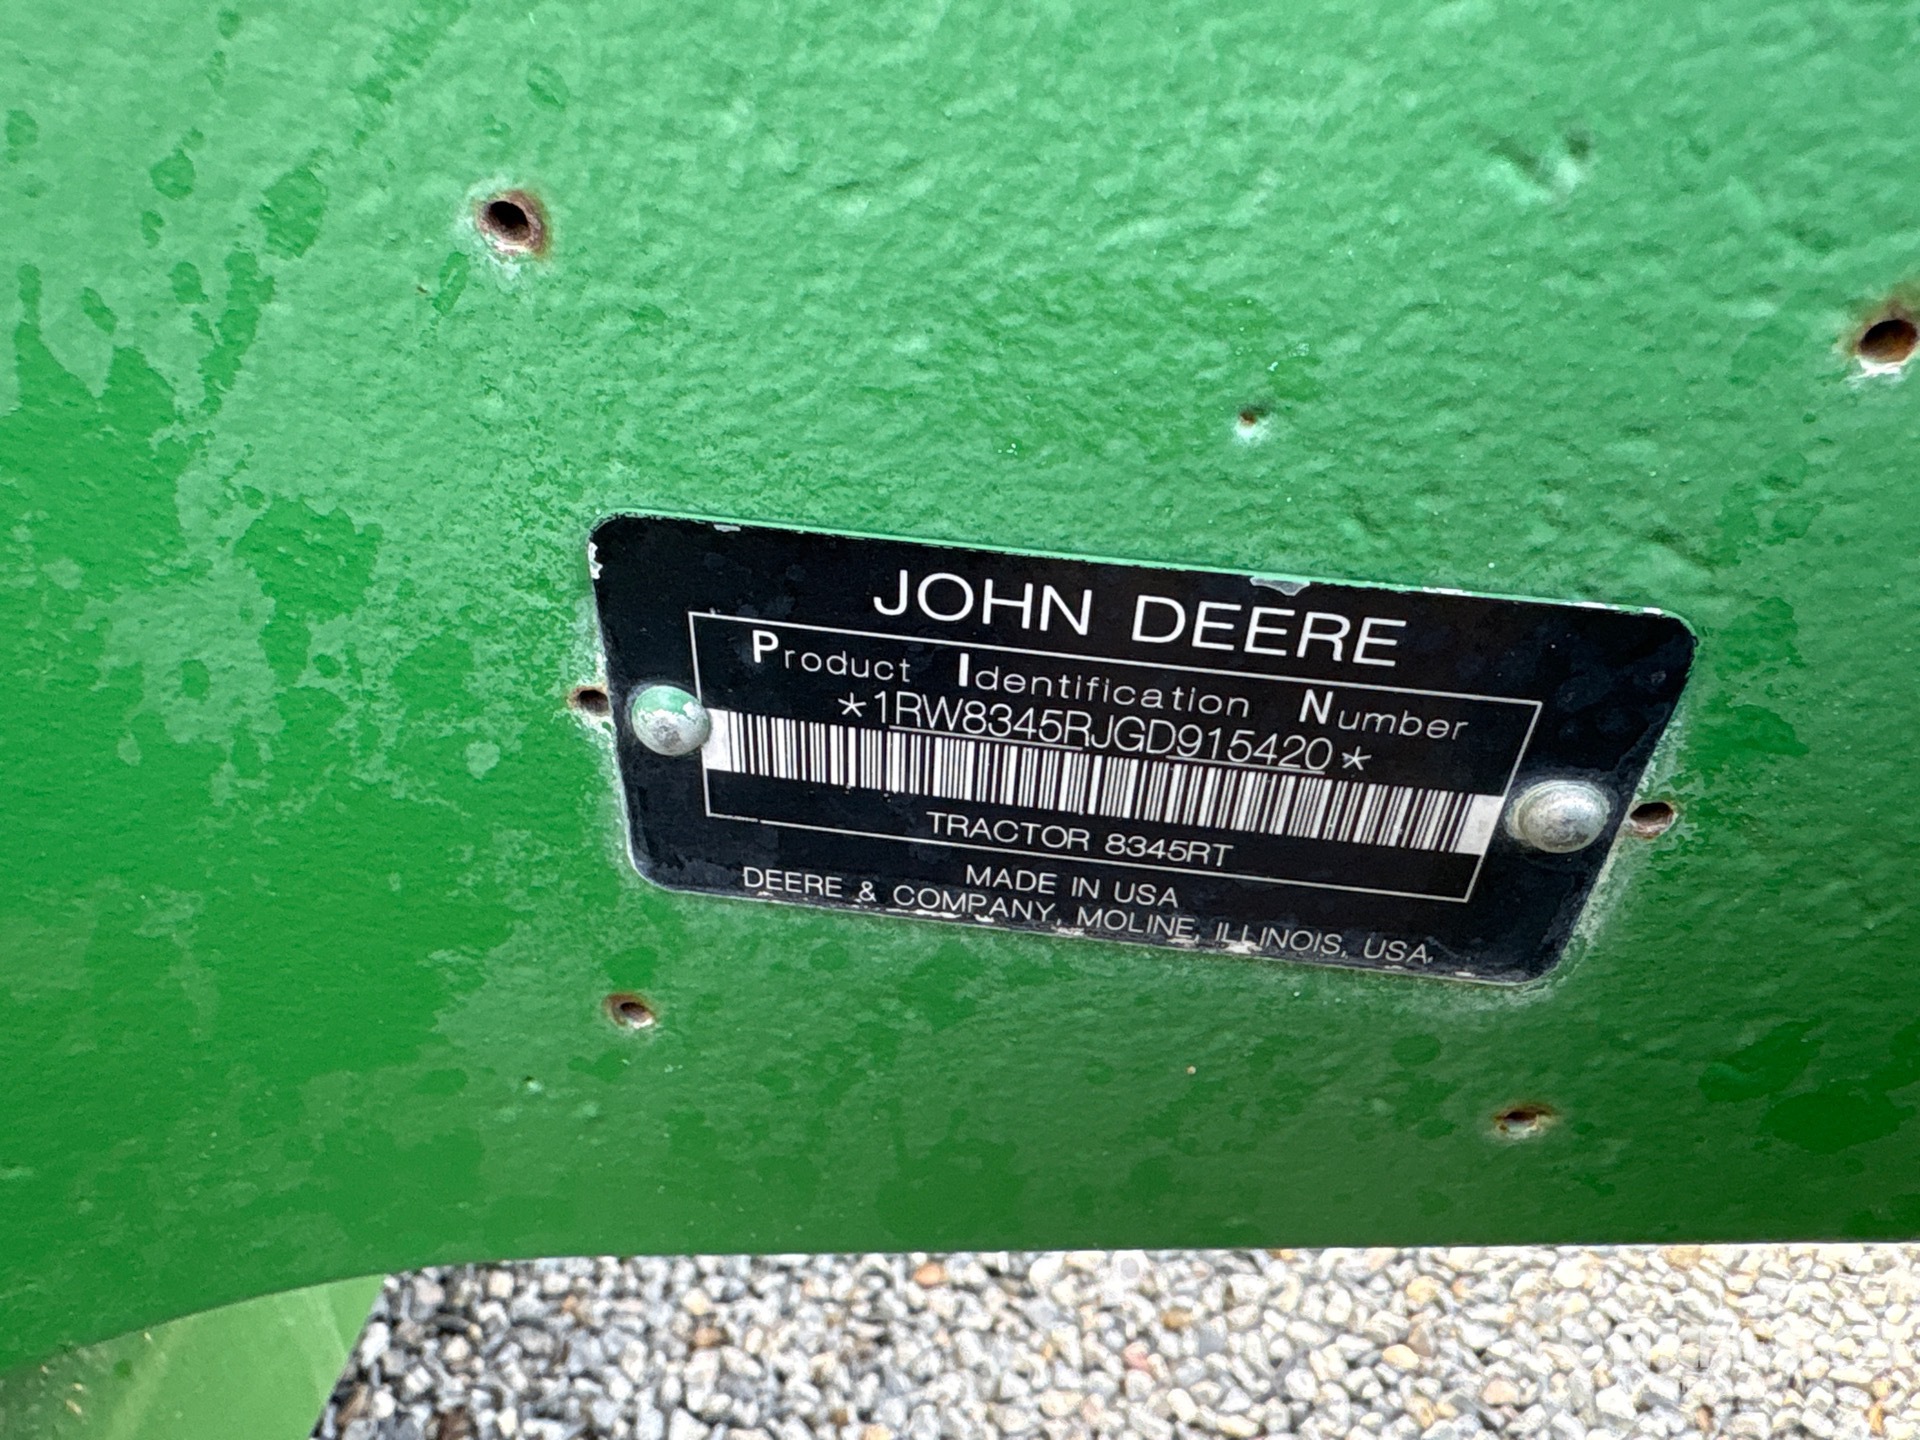 JOHN DEERE
Product Identification Number
*1RW8345RJGD915420*
TRACTOR 8345RT
MADE IN USA
DEERE & COMPANY, MOLINE, ILLINOIS, USA.